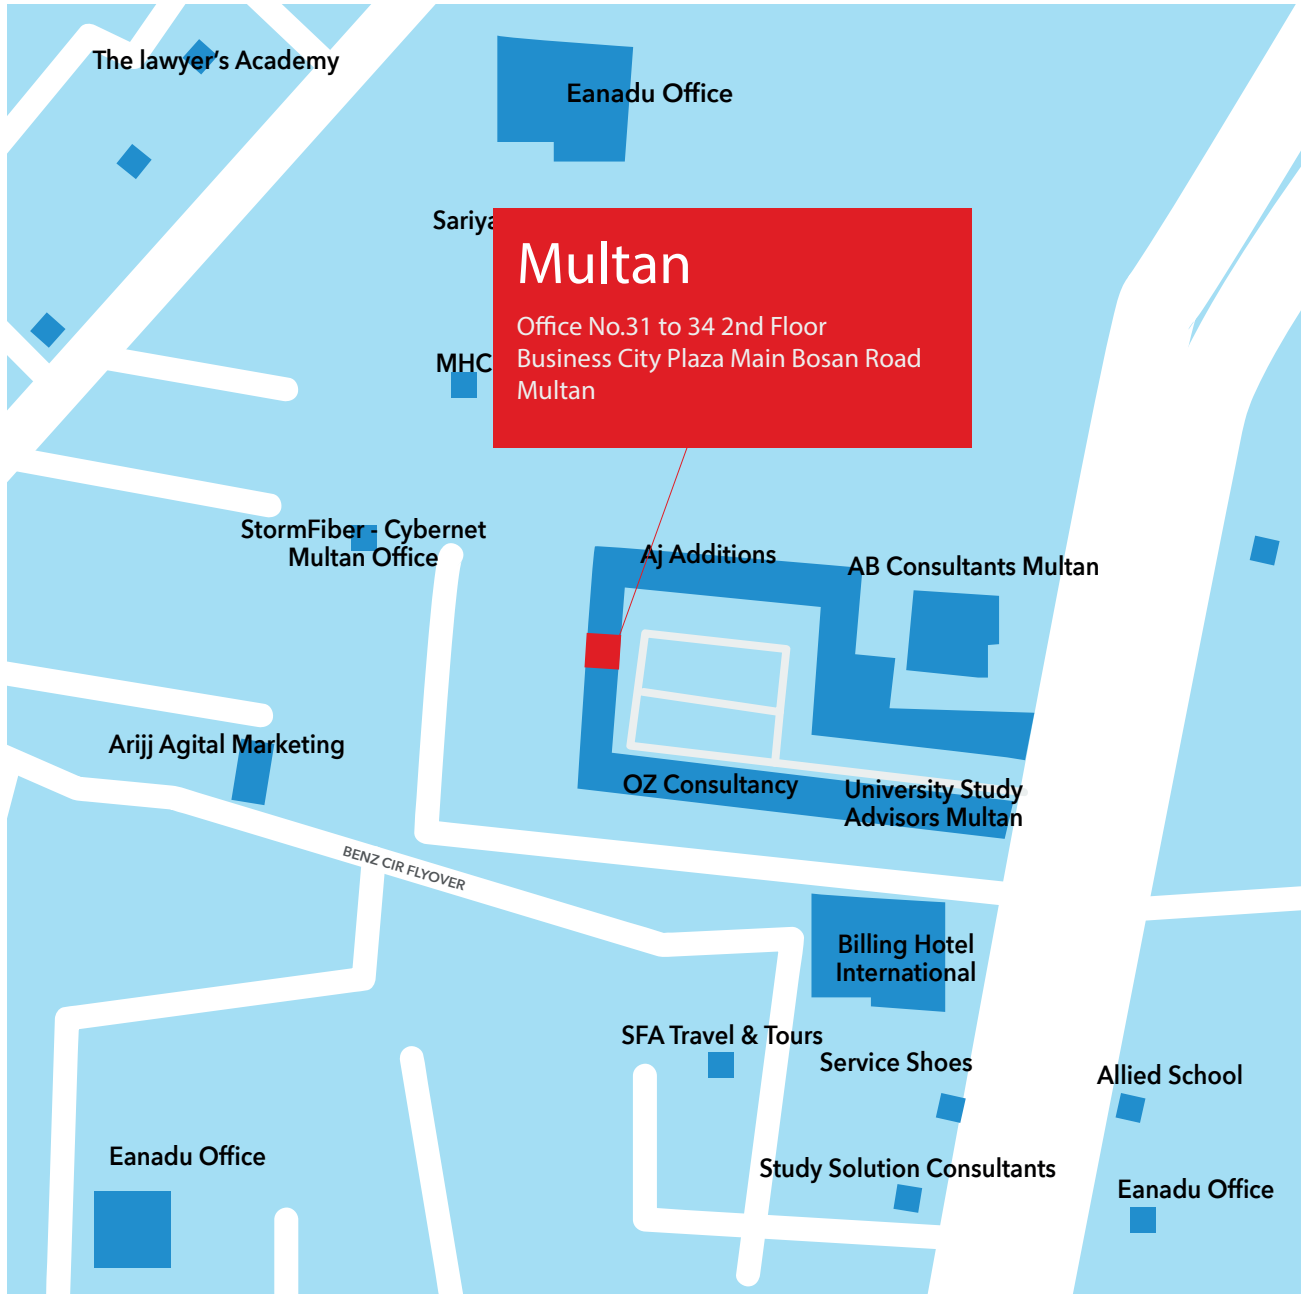 The lawyer's Academy
Eanadu Office
Multan
Office No.31 to 34 2nd Floor
Business City Plaza Main Bosan Road
Multan
MHC
StormFiber - Cybernet
Multan Office
Aj Additions
AB Consultants Multan
Arijj Agital Marketing
OZ Consultancy
University Study
Advisors Multan
BENZ CIR FLYOVER
Billing Hotel
International
SFA Travel & Tours
Service Shoes
Allied School
Eanadu Office
Study Solution Consultants
Eanadu Office